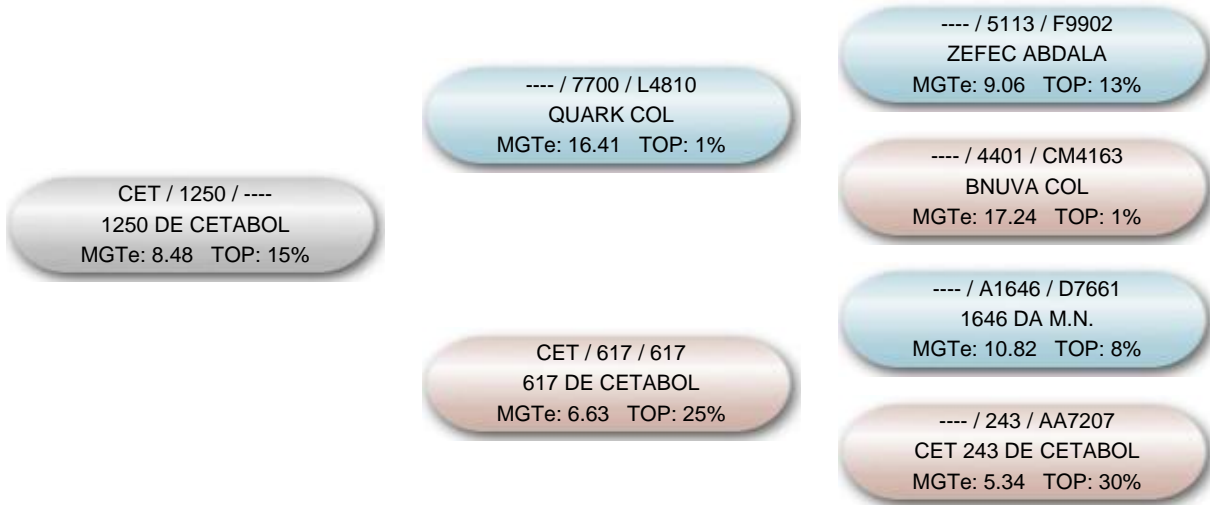 ---- / 5113 / F9902
ZEFEC ABDALA
MGTe: 9.06 TOP: 13%
---- / 7700 / L4810
QUARK COL
MGTe: 16.41 TOP: 1%
---- / 4401 / CM4163
BNUVA COL
MGTe: 17.24 TOP: 1%
CET / 1250 / ----
1250 DE CETABOL
MGTe: 8.48 TOP: 15%
---- / A1646 / D7661
1646 DA M.N.
MGTe: 10.82 TOP: 8%
CET / 617 / 617
617 DE CETABOL
MGTe: 6.63 TOP: 25%
---- / 243 / AA7207
CET 243 DE CETABOL
MGTe: 5.34 TOP: 30%